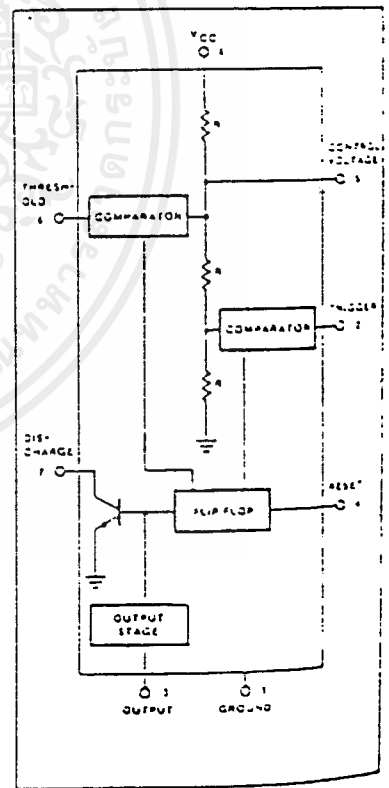 VCC
R
CONTROL
VOLTAGE
5
THRESH-
OLD
6
COMPARATOR
R
TRIGGER
2
COMPARATOR
R
DIS-
CHARGE
7
RESET
4
FLIP FLOP
OUTPUT
STAGE
3
OUTPUT
1
GROUND